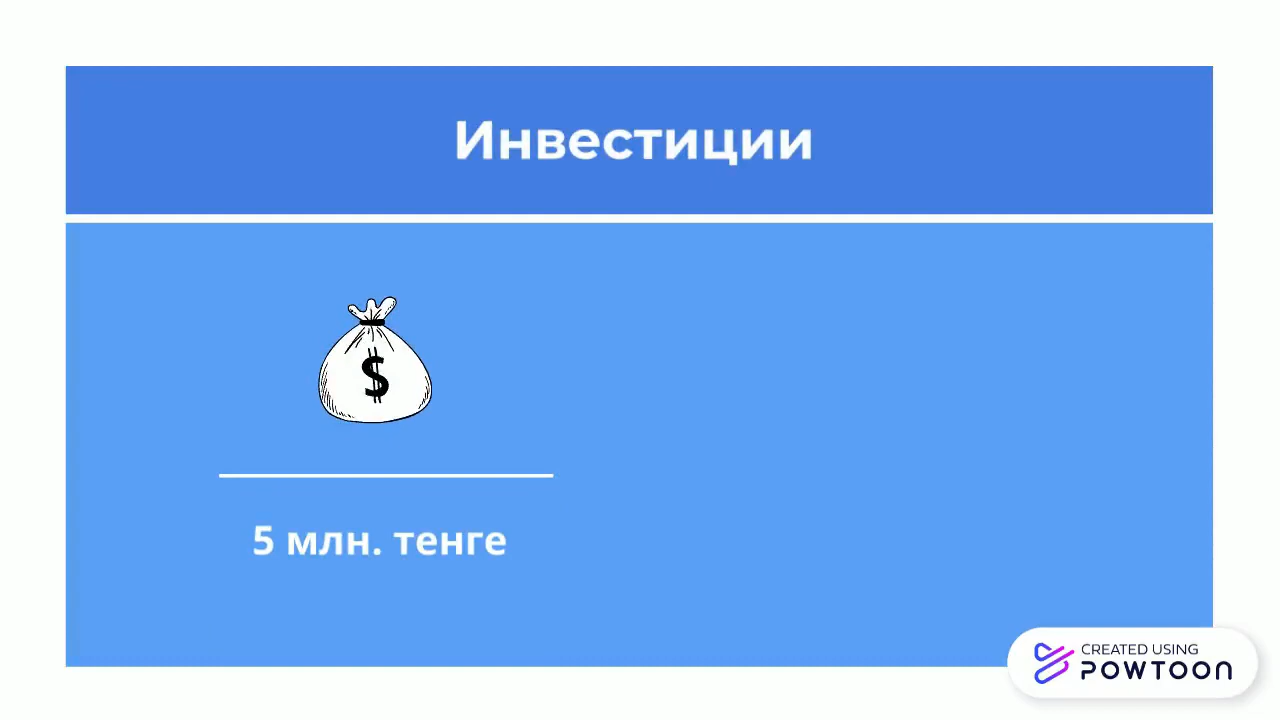 Инвестиции
$
5 млн. тенге
CREATED USING
POWTOON